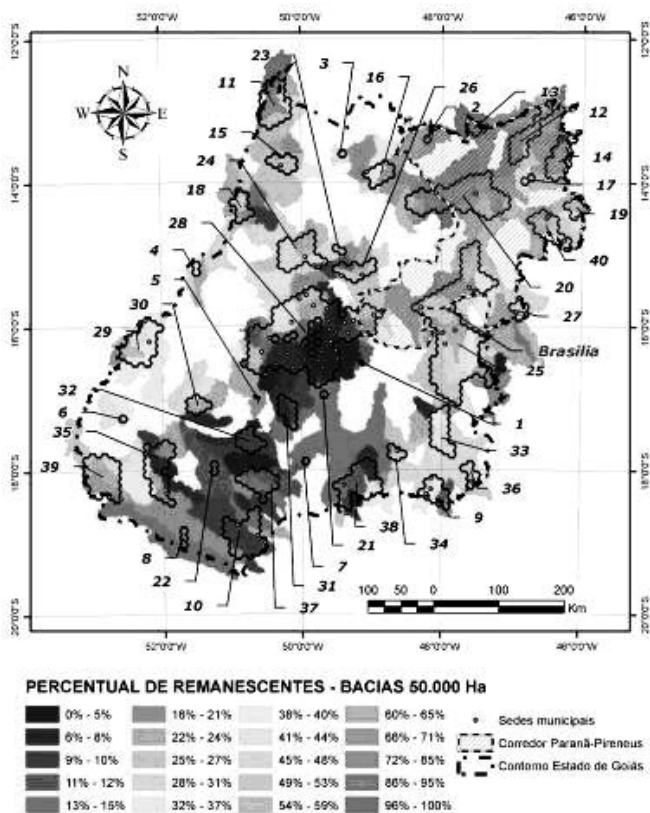 52°0'0"W 50°0'0"W 48°0'0"W 46°0'0"W
12°0'0"S 12°0'0"S
23 3 16 26 2 13 12
11
N
W E
S
15
24
14°0'0"S 14°0'0"S
14
17
18
19
28
4
20 40
5
30
27
29
16°0'0"S 16°0'0"S
Brasilia
25
32
1
6
33
35
39
18°0'0"S 18°0'0"S
36
9
38
34
8
21
7
22
31
10
37
100 50 0 100 200
Km
20°0'0"S 20°0'0"S
52°0'0"W 50°0'0"W 48°0'0"W 46°0'0"W
PERCENTUAL DE REMANESCENTES - BACIAS 50.000 Ha
0% - 5% 16% - 21% 38% - 40% 60% - 65%
6% - 8% 22% - 24% 41% - 44% 66% - 71%
9% - 10% 25% - 27% 45% - 48% 72% - 85%
11% - 12% 28% - 31% 49% - 53% 86% - 95%
13% - 15% 32% - 37% 54% - 59% 96% - 100%
Sedes municipais
Corredor Paranã-Pireneus
Contorno Estado de Goiás